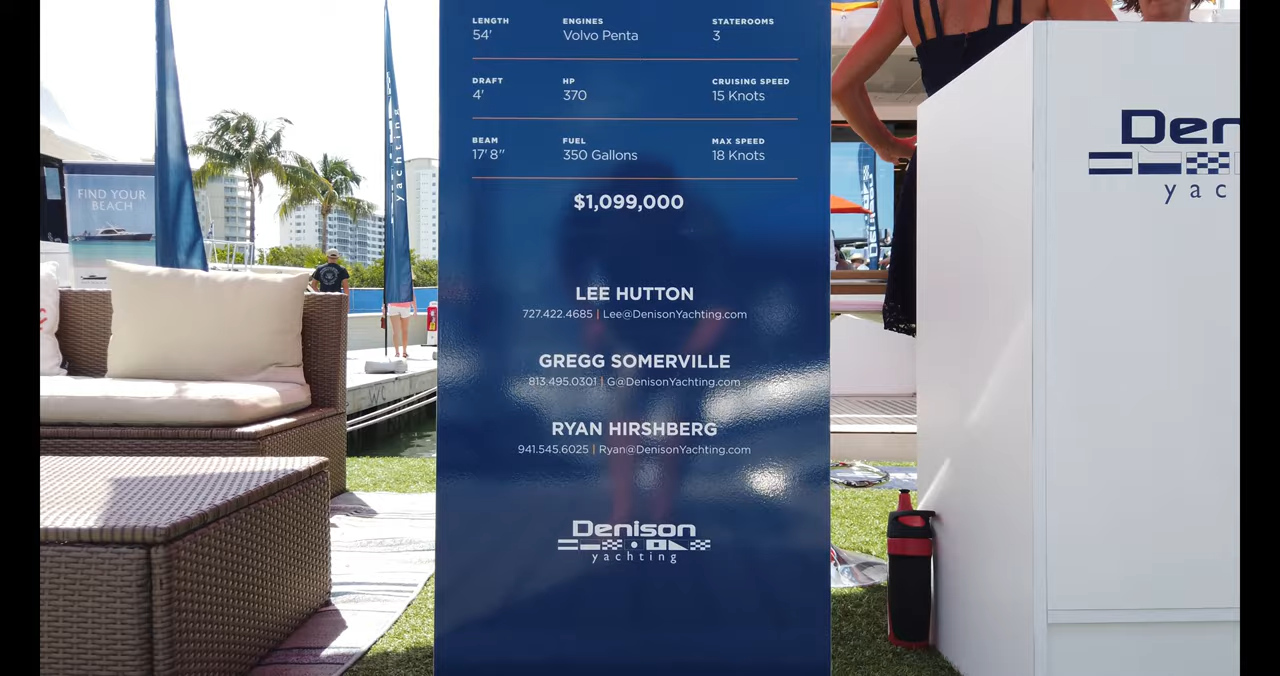 LENGTH ENGINES STATEROOMS
54' Volvo Penta 3
DRAFT HP CRUISING SPEED
4' 370 15 Knots
BEAM FUEL MAX SPEED
17' 8" 350 Gallons 18 Knots
$1,099,000
LEE HUTTON
727.422.4685 | Lee@DenisonYachting.com
GREGG SOMERVILLE
813.495.0301 | G@DenisonYachting.com
RYAN HIRSHBERG
941.545.6025 | Ryan@DenisonYachting.com
Denison
yachting
FIND YOUR
BEACH
yachting
Den
yac